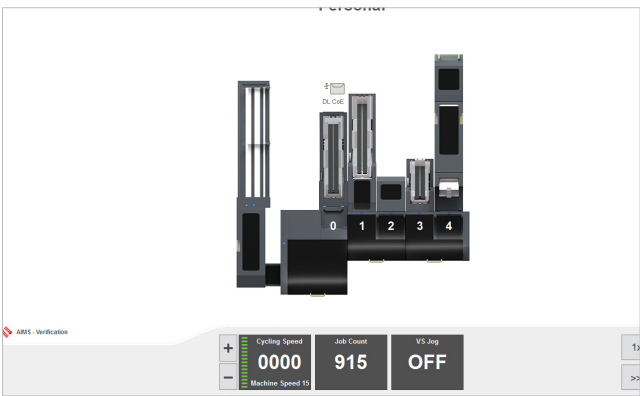 Personal
DL CoE
0 1 2 3 4
AIMS - Verification
+
−
Cycling Speed
0000
Machine Speed 15
Job Count
915
VS Jog
OFF
1x
>>